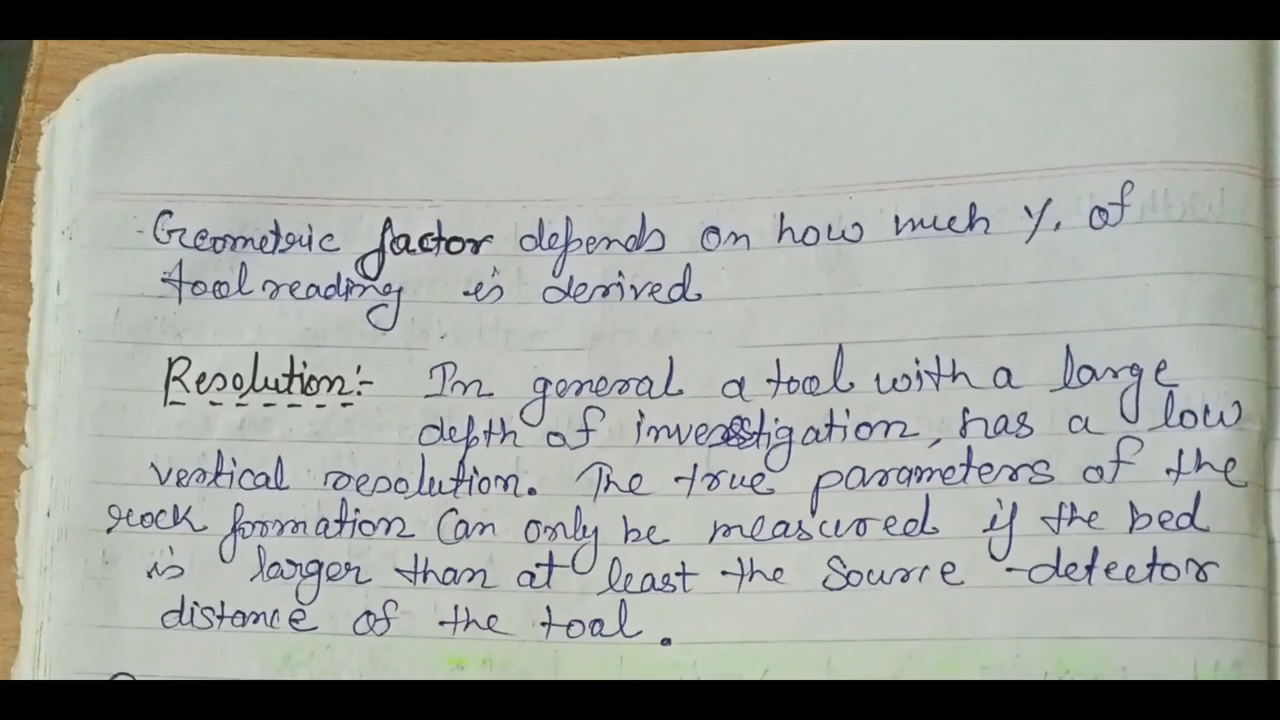 Geometric factor depends on how much % of
tool reading is derived
Resolution:- In general a tool with a large
depth of investigation, has a low
vertical resolution. The true parameters of the
rock formation can only be measured if the bed
is larger than at least the source-detector
distance of the tool.